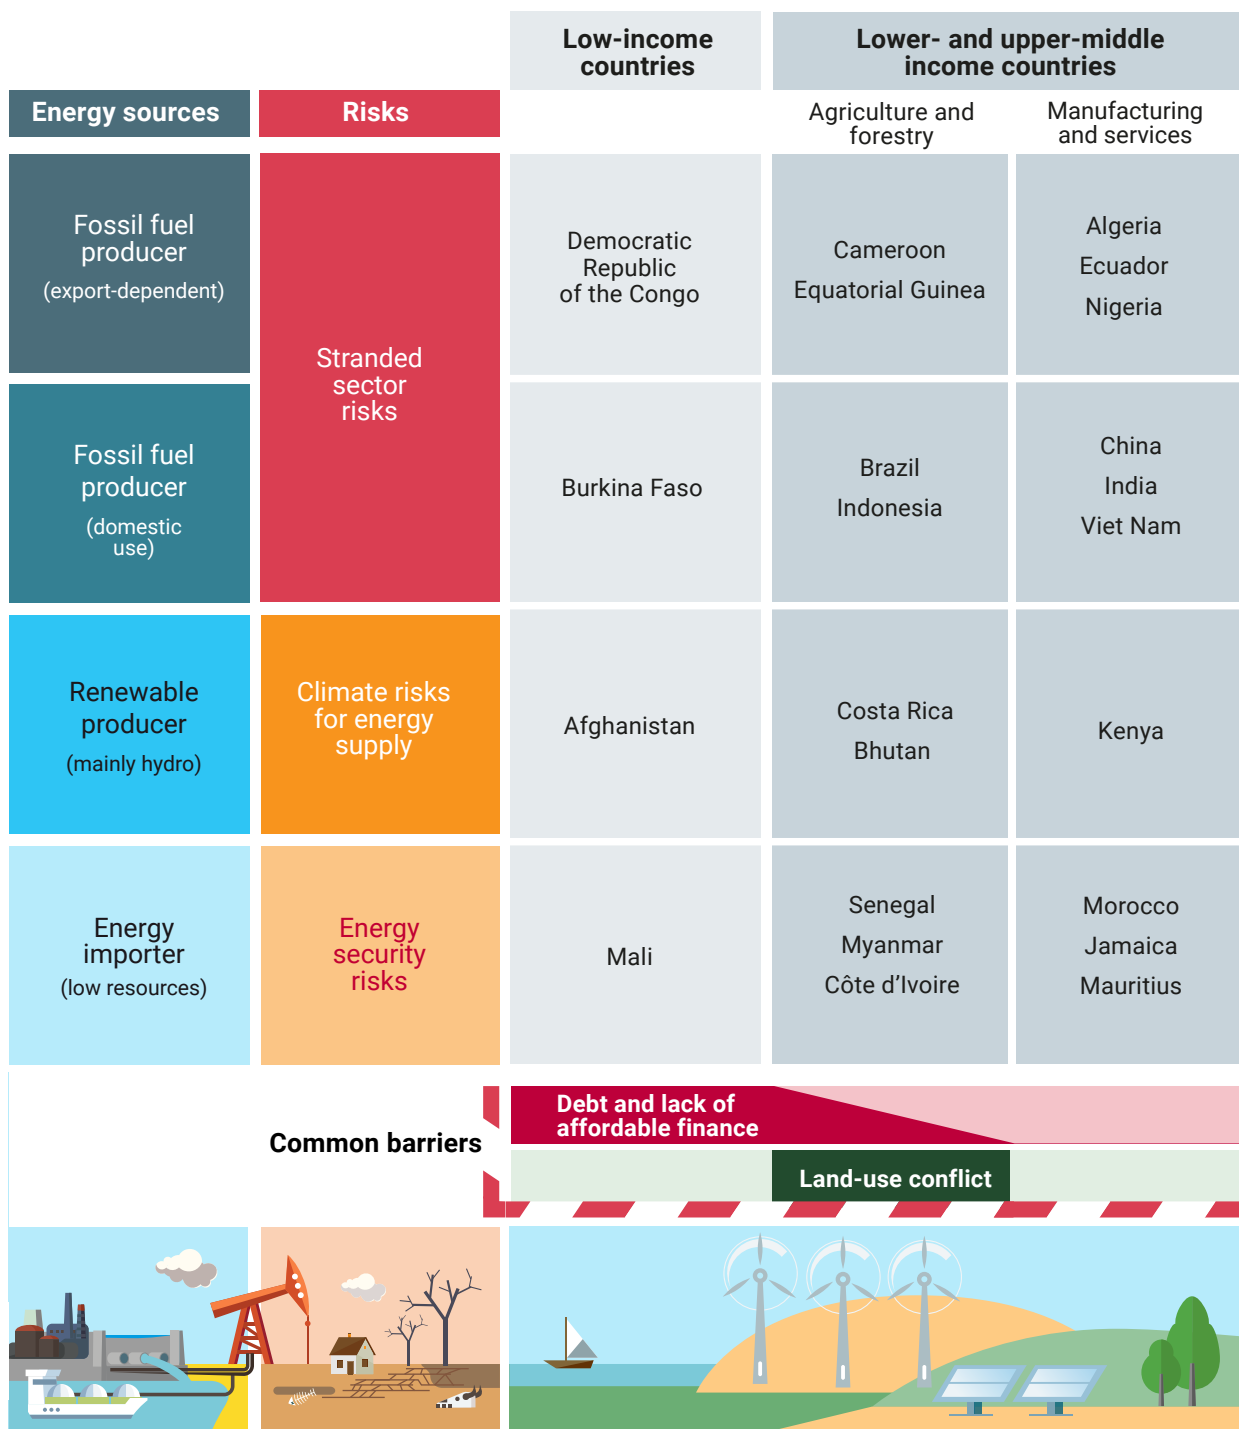 Low-income
countries
Lower- and upper-middle
income countries
Energy sources
Risks
Agriculture and
forestry
Manufacturing
and services
Fossil fuel
producer
(export-dependent)
Stranded
sector
risks
Democratic
Republic
of the Congo
Cameroon
Equatorial Guinea
Algeria
Ecuador
Nigeria
Fossil fuel
producer
(domestic
use)
Burkina Faso
Brazil
Indonesia
China
India
Viet Nam
Renewable
producer
(mainly hydro)
Climate risks
for energy
supply
Afghanistan
Costa Rica
Bhutan
Kenya
Energy
importer
(low resources)
Energy
security
risks
Mali
Senegal
Myanmar
Côte d’Ivoire
Morocco
Jamaica
Mauritius
Common barriers
Debt and lack of
affordable finance
Land-use conflict